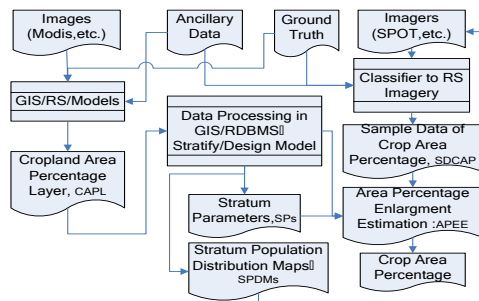 Images
(Modis,etc.)
Ancillary
Data
Ground
Truth
Imagers
(SPOT,etc.)
GIS/RS/Models
Classifier to RS
Imagery
Data Processing in
GIS/RDBMS
Stratify/Design Model
Cropland Area
Percentage
Layer, CAPL
Sample Data of
Crop Area
Percentage, SDCAP
Stratum
Parameters,SPs
Area Percentage
Enlargment
Estimation :APEE
Stratum Population
Distribution Maps
SPDMs
Crop Area
Percentage